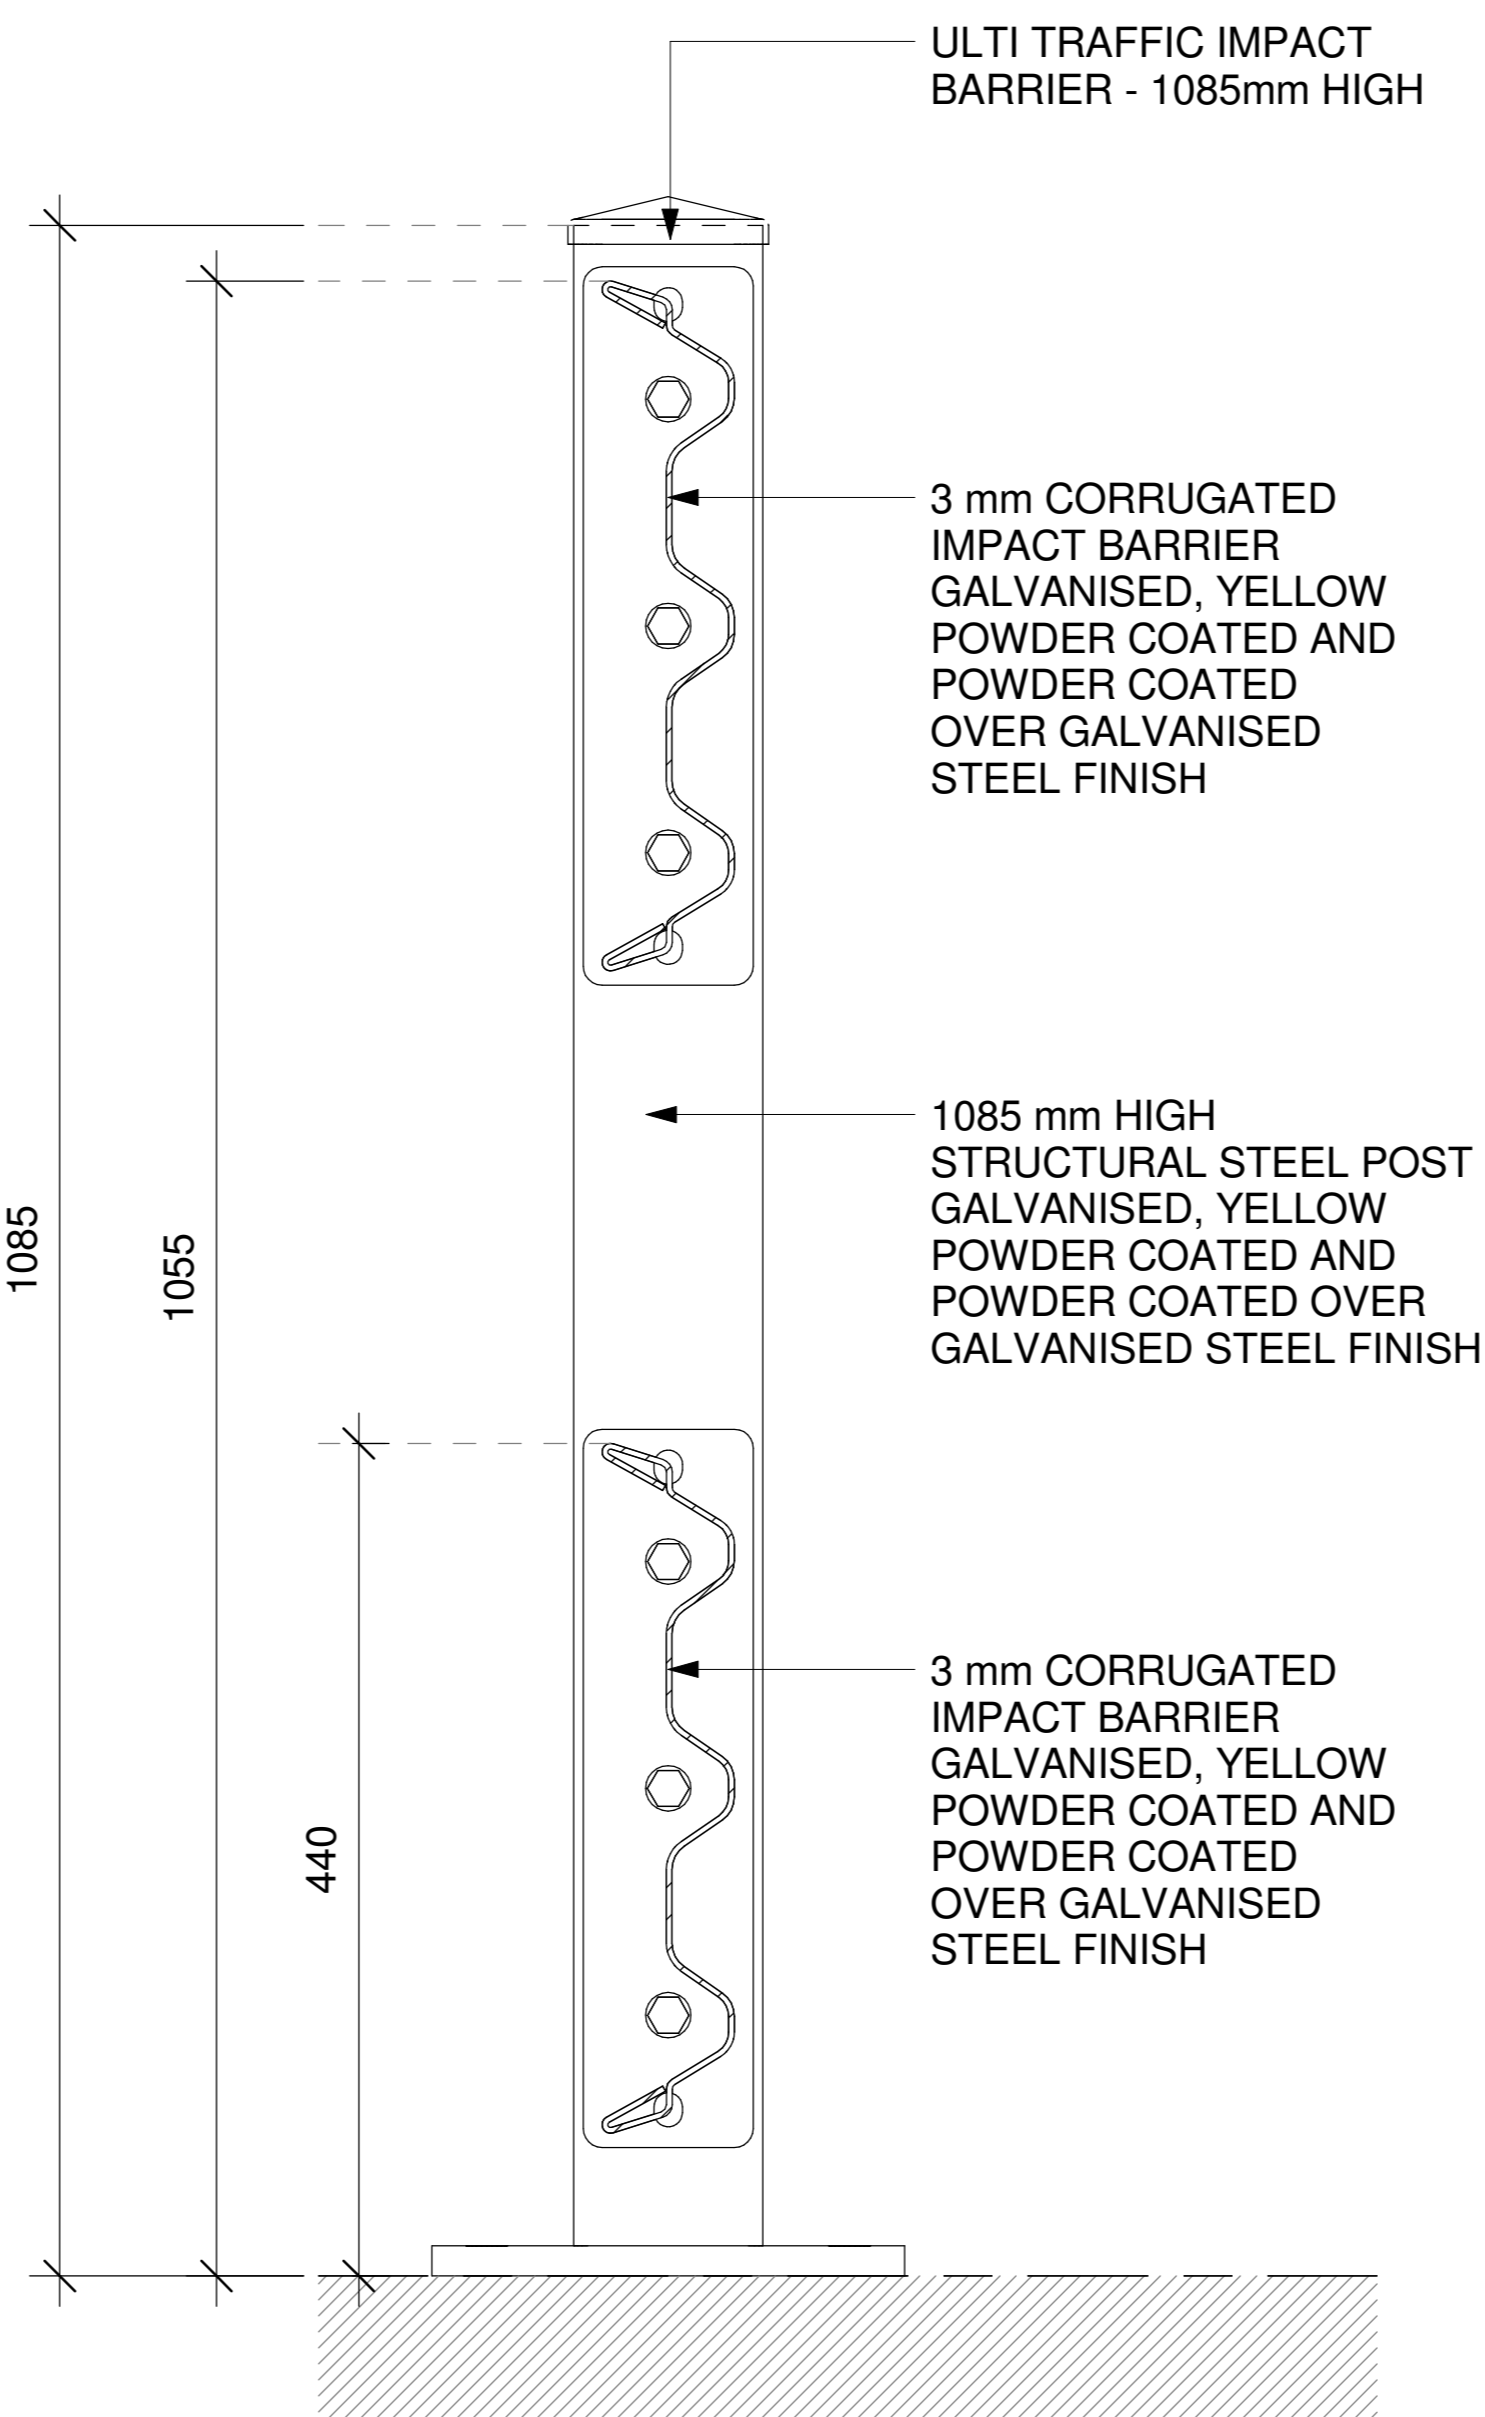 ULTI TRAFFIC IMPACT
BARRIER - 1085mm HIGH
3 mm CORRUGATED
IMPACT BARRIER
GALVANISED, YELLOW
POWDER COATED AND
POWDER COATED
OVER GALVANISED
STEEL FINISH
1085 mm HIGH
STRUCTURAL STEEL POST
GALVANISED, YELLOW
POWDER COATED AND
POWDER COATED OVER
GALVANISED STEEL FINISH
1085
1055
440
3 mm CORRUGATED
IMPACT BARRIER
GALVANISED, YELLOW
POWDER COATED AND
POWDER COATED
OVER GALVANISED
STEEL FINISH